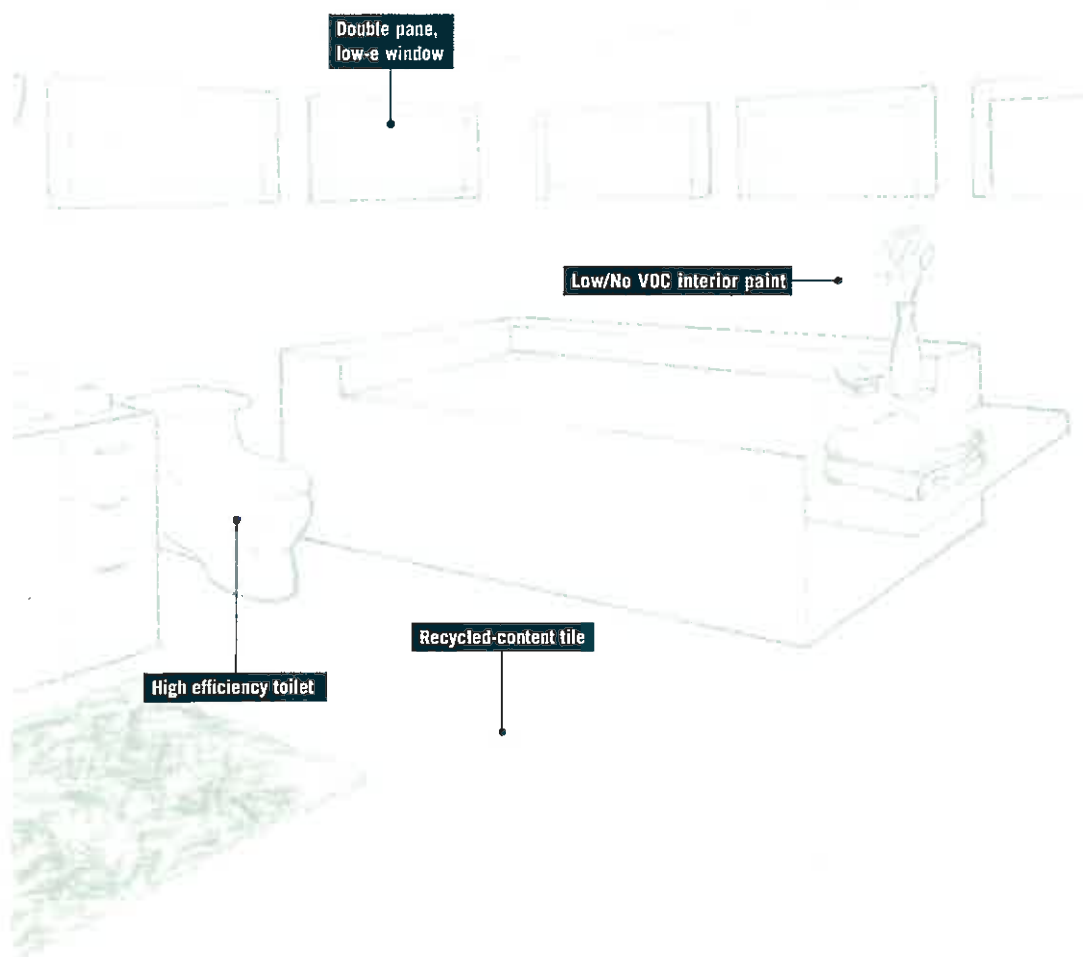 Double pane,
low-e window
Low/No VOC interior paint
Recycled-content tile
High efficiency toilet